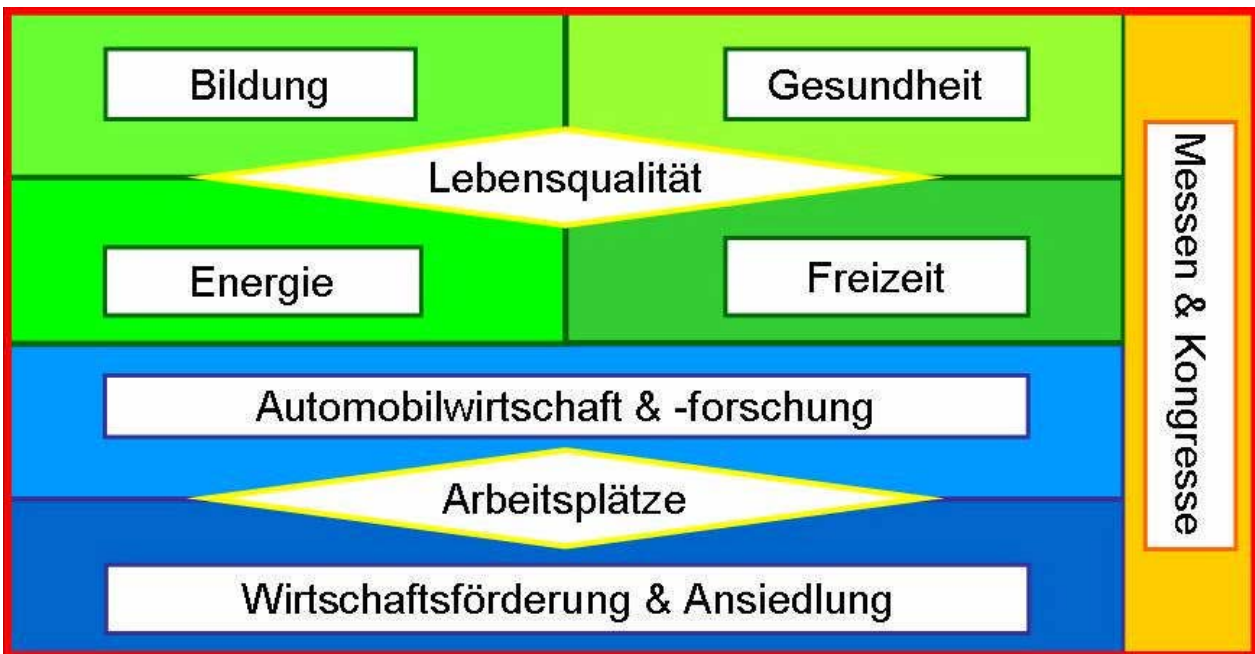 Bildung
Gesundheit
Lebensqualität
Energie
Freizeit
Automobilwirtschaft & -forschung
Arbeitsplätze
Wirtschaftsförderung & Ansiedlung
Messen & Kongresse